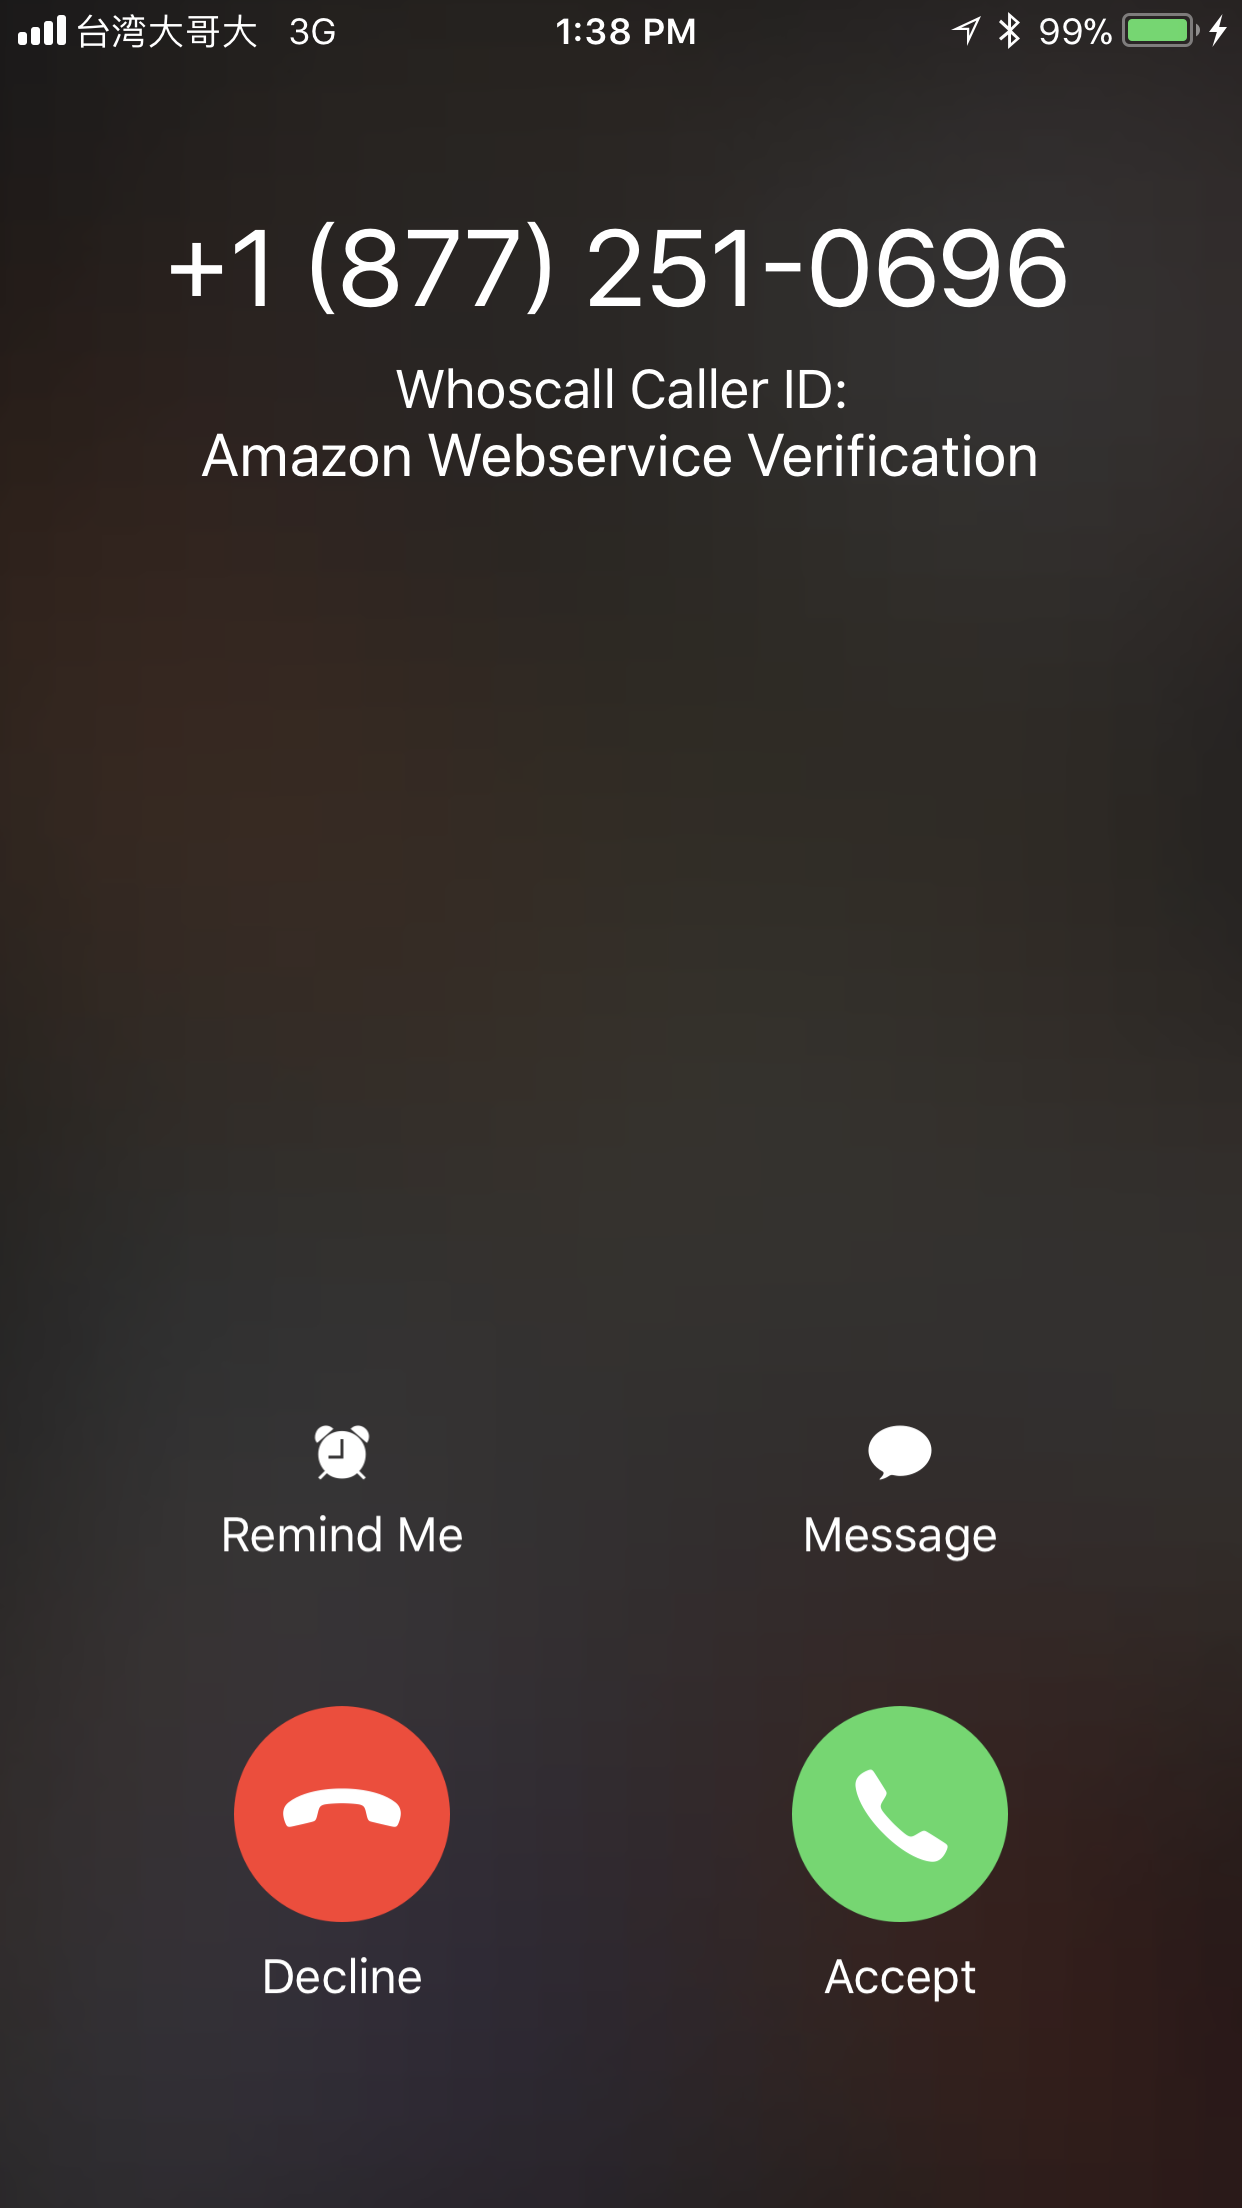 台湾大哥大 3G 1:38 PM 99%
+1 (877) 251-0696
Whoscall Caller ID:
Amazon Webservice Verification
Remind Me Message
Decline Accept